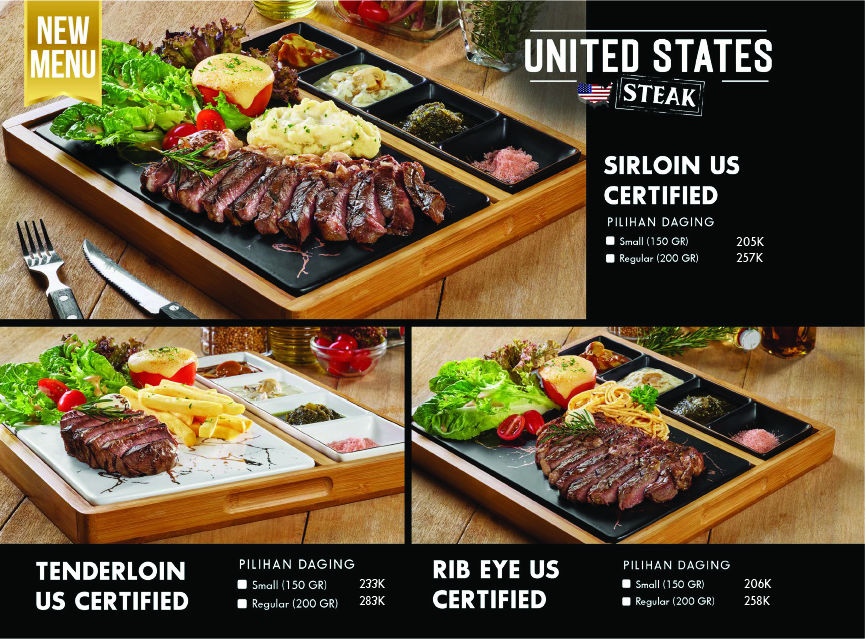 NEW
MENU
UNITED STATES
STEAK
SIRLOIN US
CERTIFIED
PILIHAN DAGING
Small (150 GR) 205K
Regular (200 GR) 257K
TENDERLOIN
US CERTIFIED
PILIHAN DAGING
Small (150 GR) 233K
Regular (200 GR) 283K
RIB EYE US
CERTIFIED
PILIHAN DAGING
Small (150 GR) 206K
Regular (200 GR) 258K